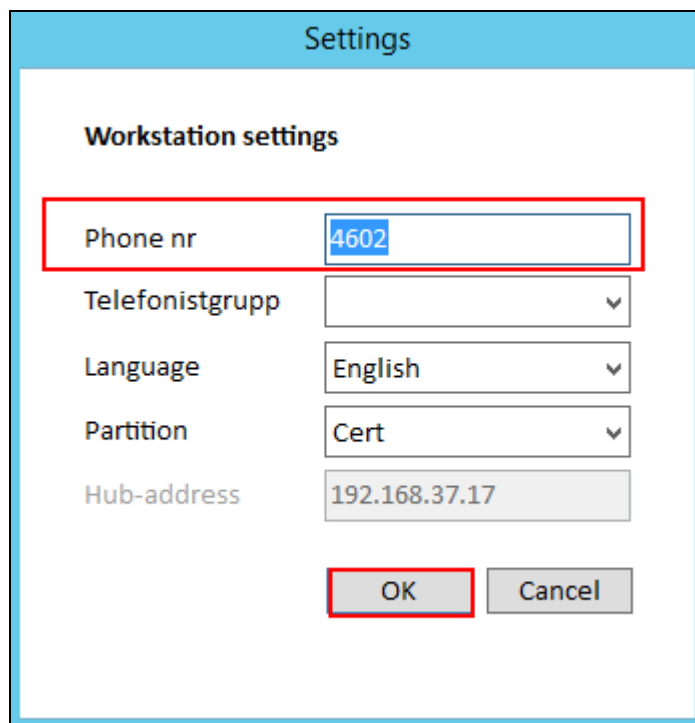 Settings
Workstation settings
Phone nr 4602
Telefonistgrupp
Language English
Partition Cert
Hub-address 192.168.37.17
OK Cancel